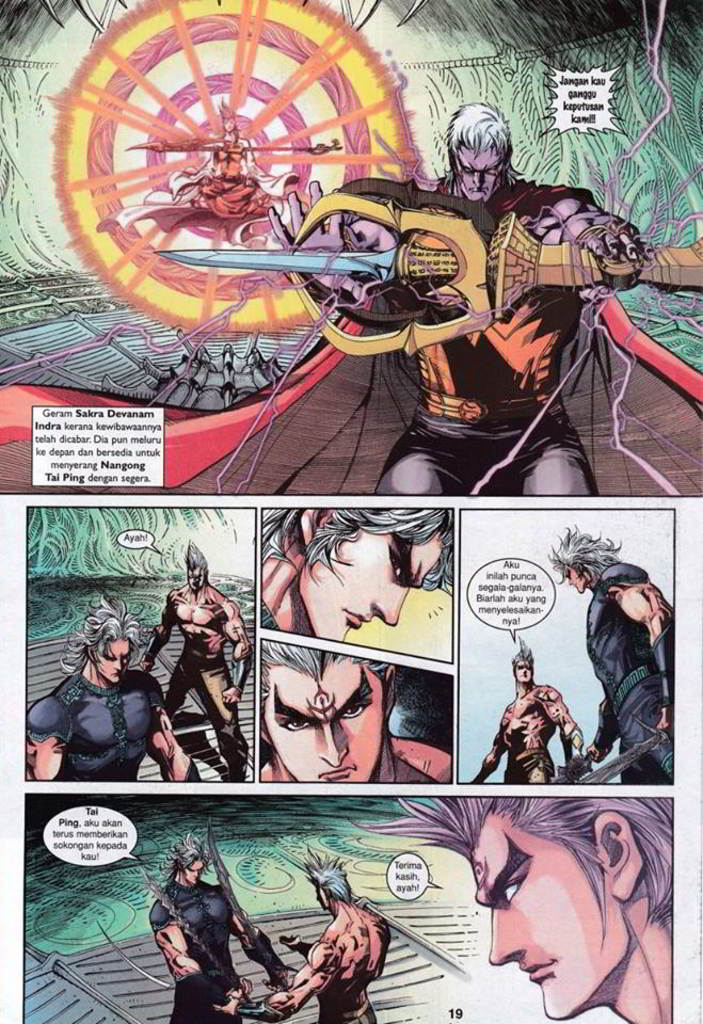 Jangan kau
ganggu
keputusan
kami!!
Geram Sakra Devanam
Indra kerana kewibawaannya
telah dicabar. Dia pun meluru
ke depan dan bersedia untuk
menyerang Nangong
Tai Ping dengan segera.
Ayah!
Aku
inilah punca
segala-galanya.
Biarlah aku yang
menyelesaikan-
nya!
Tai
Ping, aku akan
terus memberikan
sokongan kepada
kau!
Terima
kasih,
ayah!
19